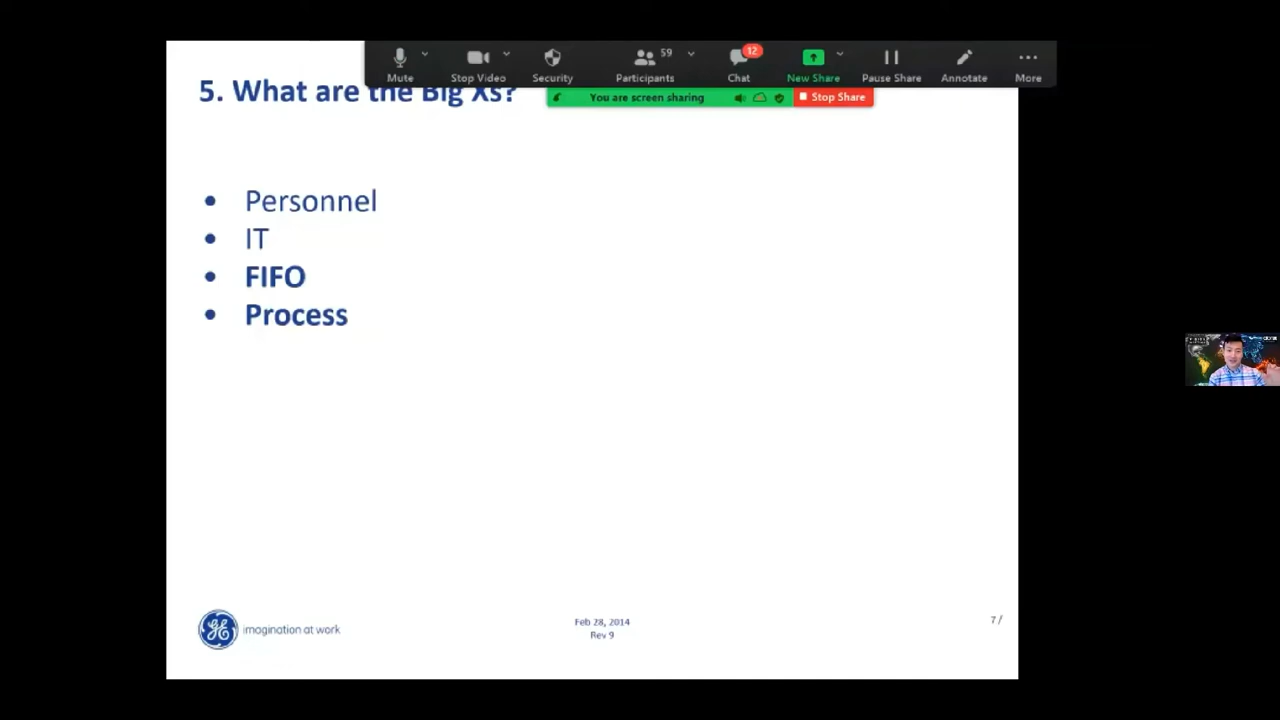 59
12
Mute
Stop Video
Security
Participants
Chat
New Share
Pause Share
Annotate
More
You are screen sharing
Stop Share
5. What are the Big Xs?
• Personnel
• IT
• FIFO
• Process
GE
imagination at work
Feb 28, 2014
Rev 9
7/